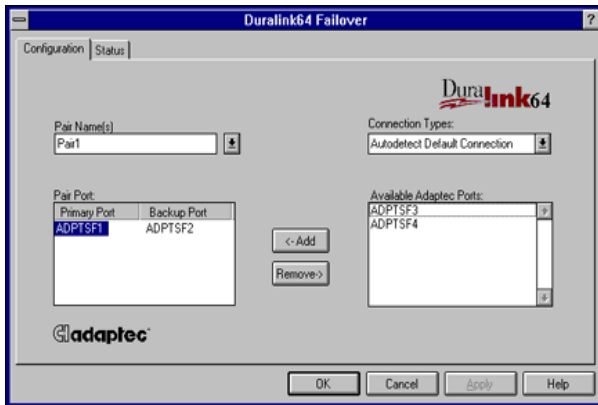 Duralink64 Failover
?
Configuration Status
Duralink64
Pair Name(s)
Pair1
Connection Types:
Autodetect Default Connection
Pair Port:
Primary Port Backup Port
ADPTSF1 ADPTSF2
<- Add
Remove->
Available Adaptec Ports:
ADPTSF3
ADPTSF4
adaptec
OK Cancel Apply Help